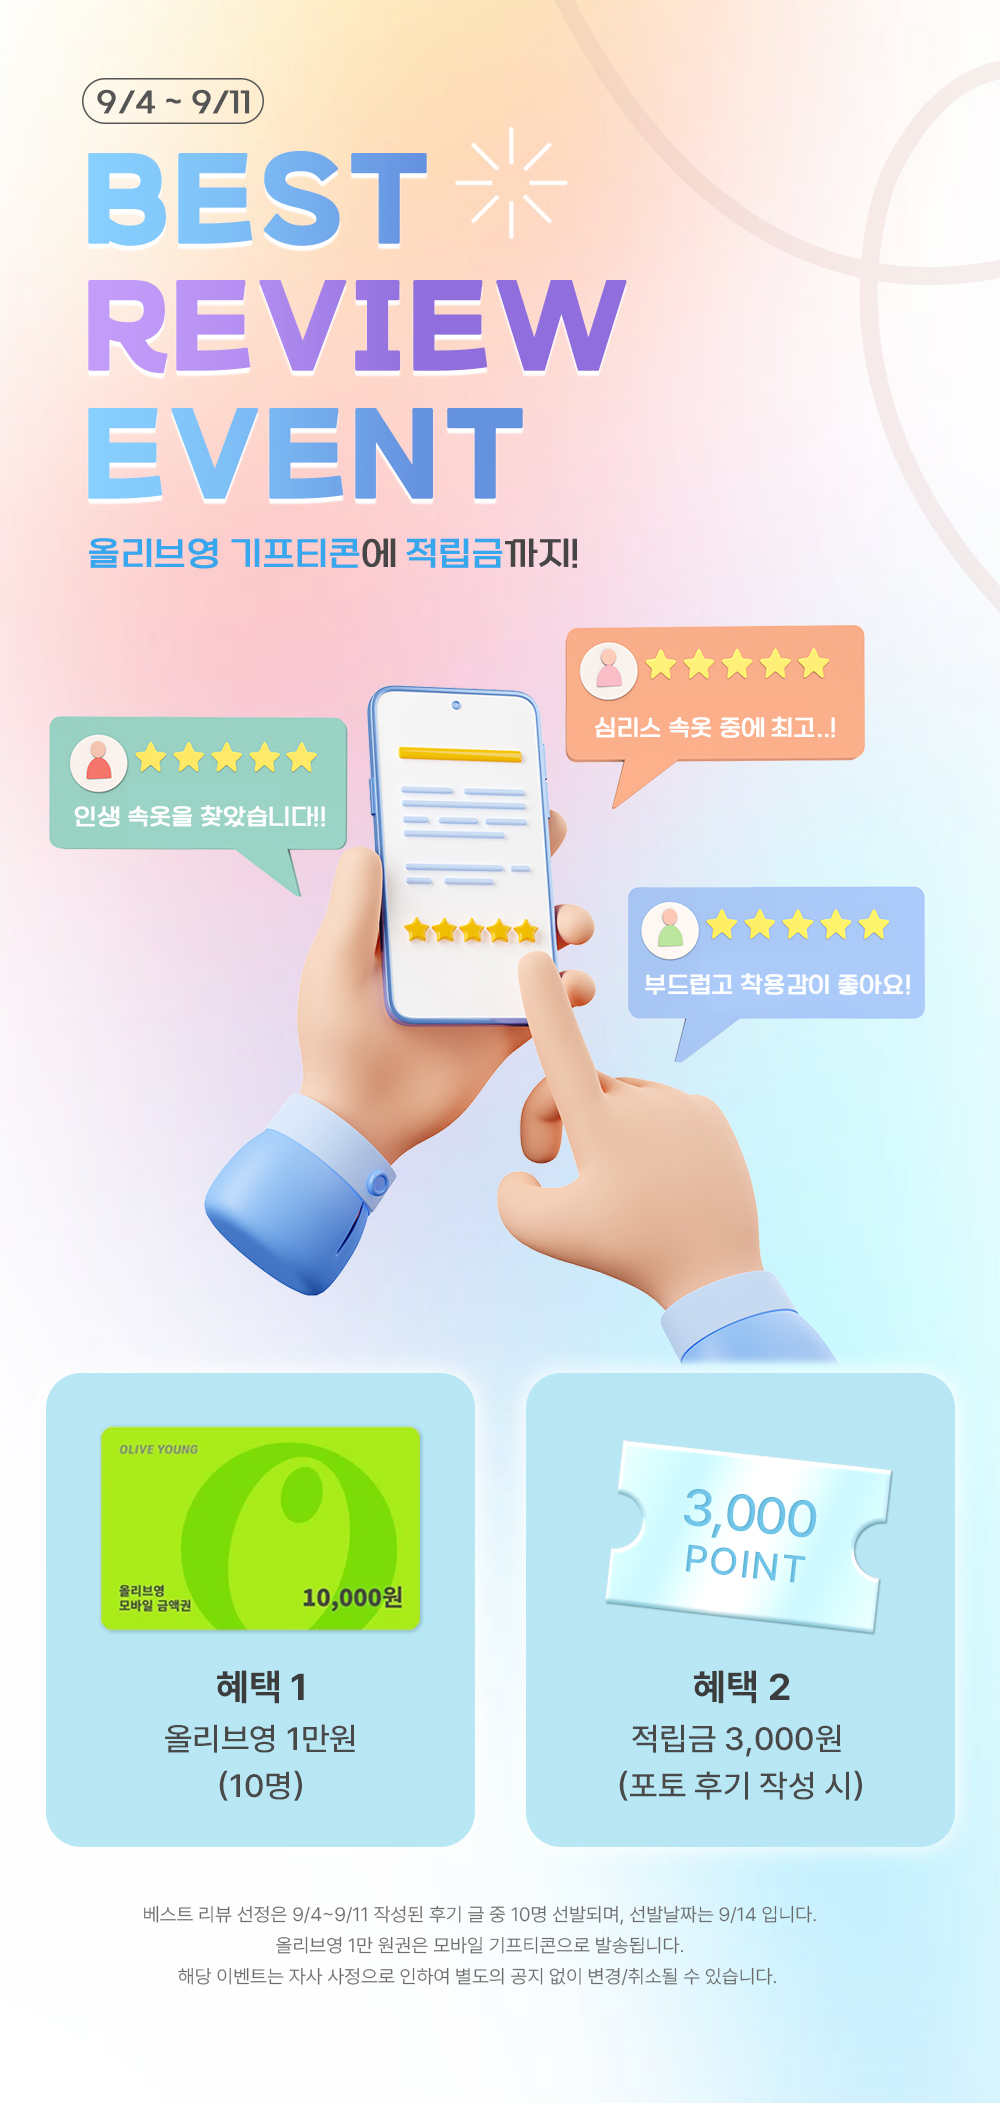 9/4 ~ 9/11
BEST
REVIEW
EVENT
올리브영 기프티콘에 적립금까지!
심리스 속옷 중에 최고..!
인생 속옷을 찾았습니다!!
부드럽고 착용감이 좋아요!
OLIVE YOUNG
올리브영
모바일 금액권
10,000원
3,000
POINT
혜택 1
올리브영 1만원
(10명)
혜택 2
적립금 3,000원
(포토 후기 작성 시)
베스트 리뷰 선정은 9/4~9/11 작성된 후기 글 중 10명 선발되며, 선발날짜는 9/14 입니다.
올리브영 1만 원권은 모바일 기프티콘으로 발송됩니다.
해당 이벤트는 자사 사정으로 인하여 별도의 공지 없이 변경/취소될 수 있습니다.